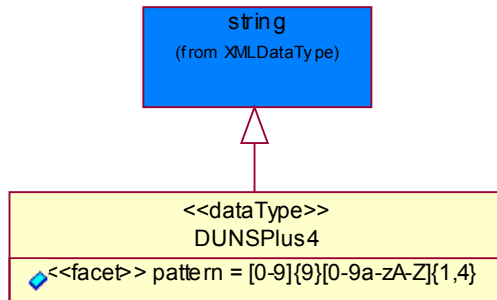 string
(from XMLDataType)
<<dataType>>
DUNSPlus4
<<facet>> pattern = [0-9]{9}[0-9a-zA-Z]{1,4}